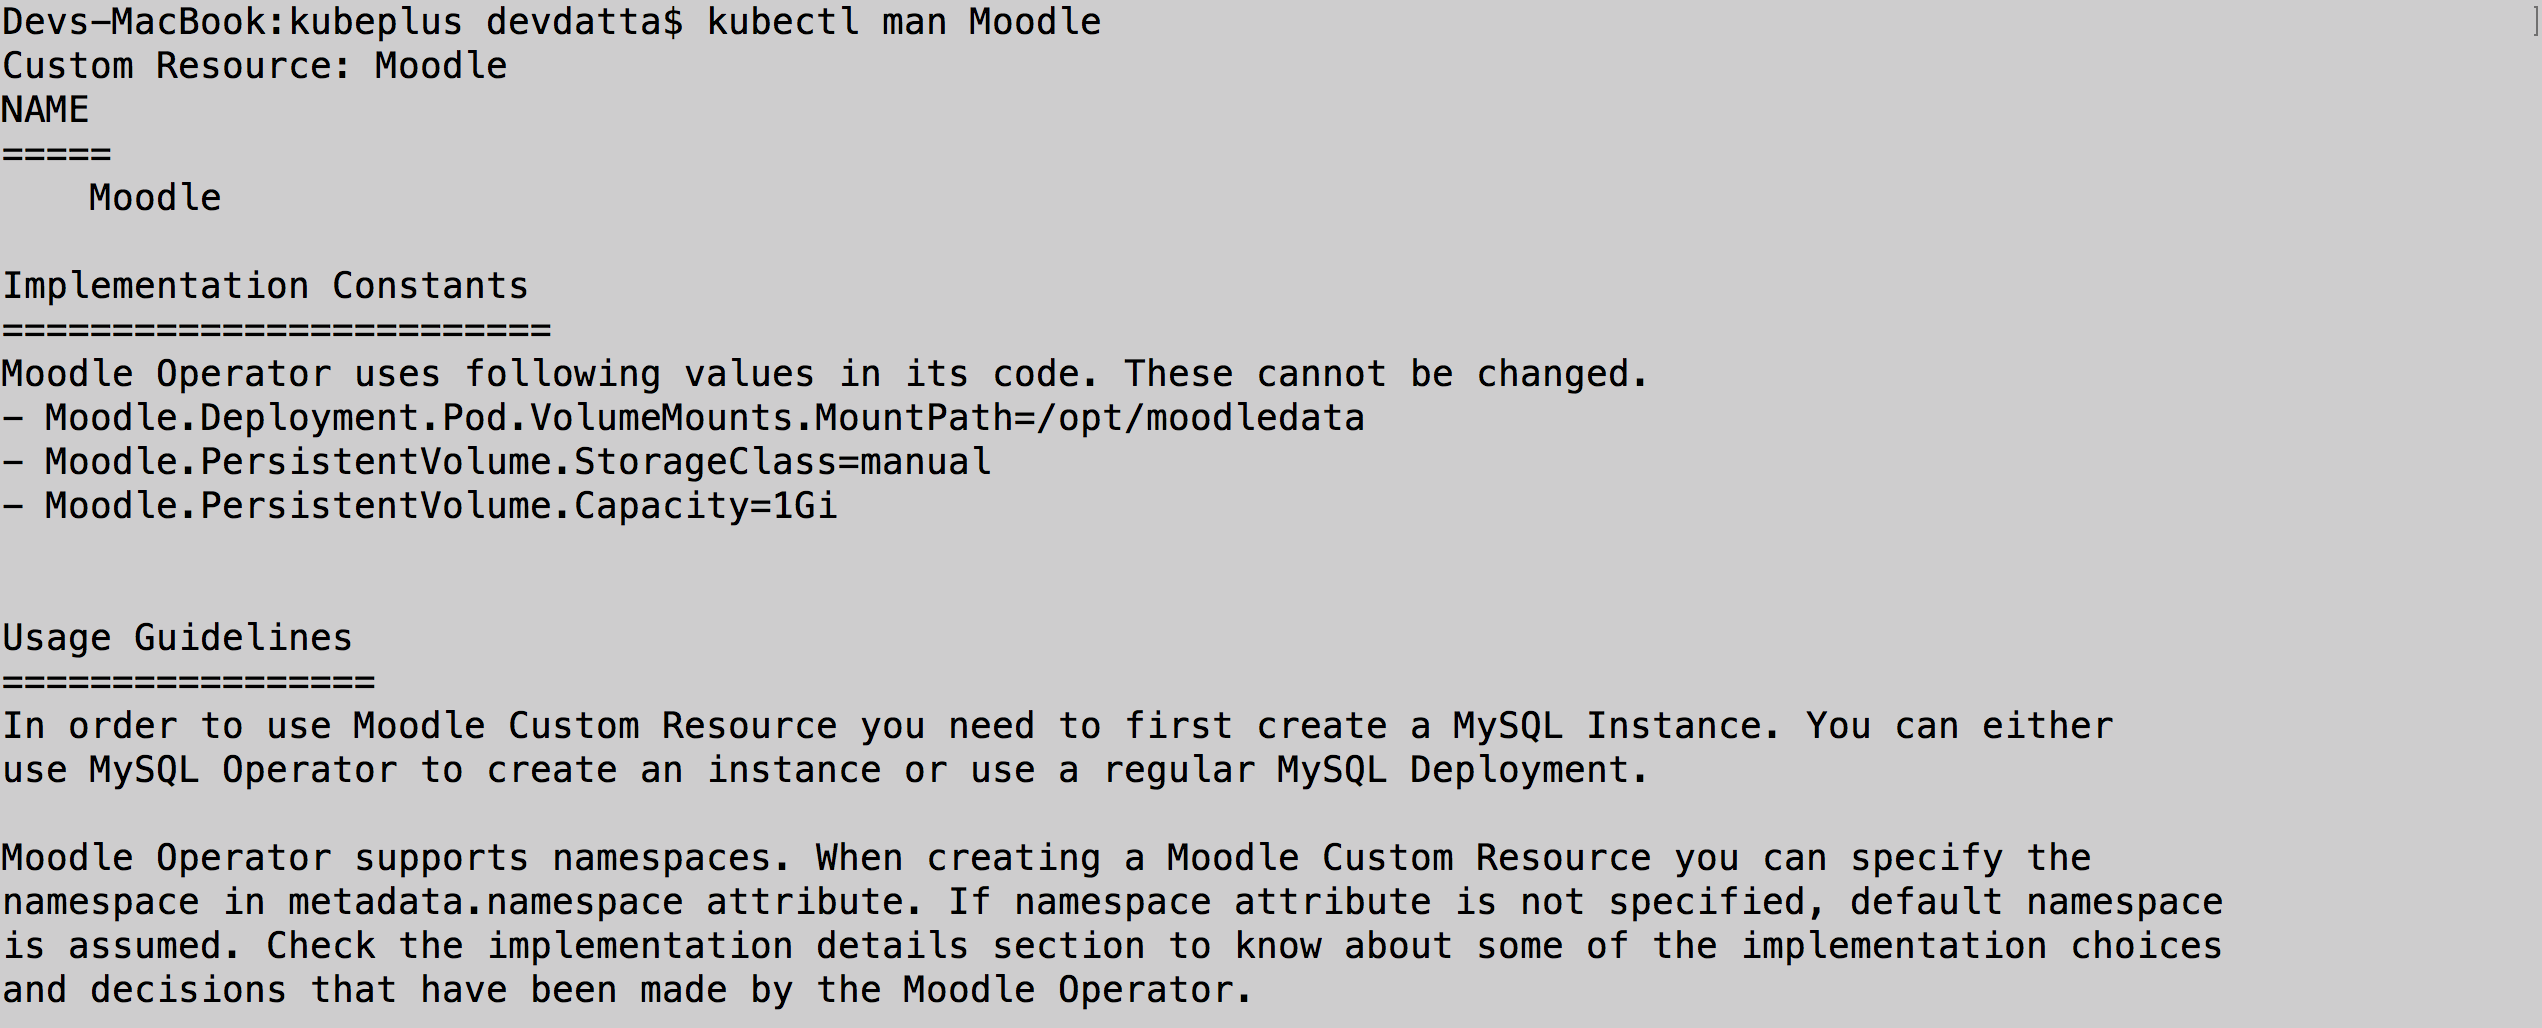 Devs-MacBook:kubeplus devdatta$ kubectl man Moodle ]
Custom Resource: Moodle
NAME
=====
    Moodle

Implementation Constants
=========================
Moodle Operator uses following values in its code. These cannot be changed.
- Moodle.Deployment.Pod.VolumeMounts.MountPath=/opt/moodledata
- Moodle.PersistentVolume.StorageClass=manual
- Moodle.PersistentVolume.Capacity=1Gi

Usage Guidelines
=================
In order to use Moodle Custom Resource you need to first create a MySQL Instance. You can either
use MySQL Operator to create an instance or use a regular MySQL Deployment.

Moodle Operator supports namespaces. When creating a Moodle Custom Resource you can specify the
namespace in metadata.namespace attribute. If namespace attribute is not specified, default namespace
is assumed. Check the implementation details section to know about some of the implementation choices
and decisions that have been made by the Moodle Operator.